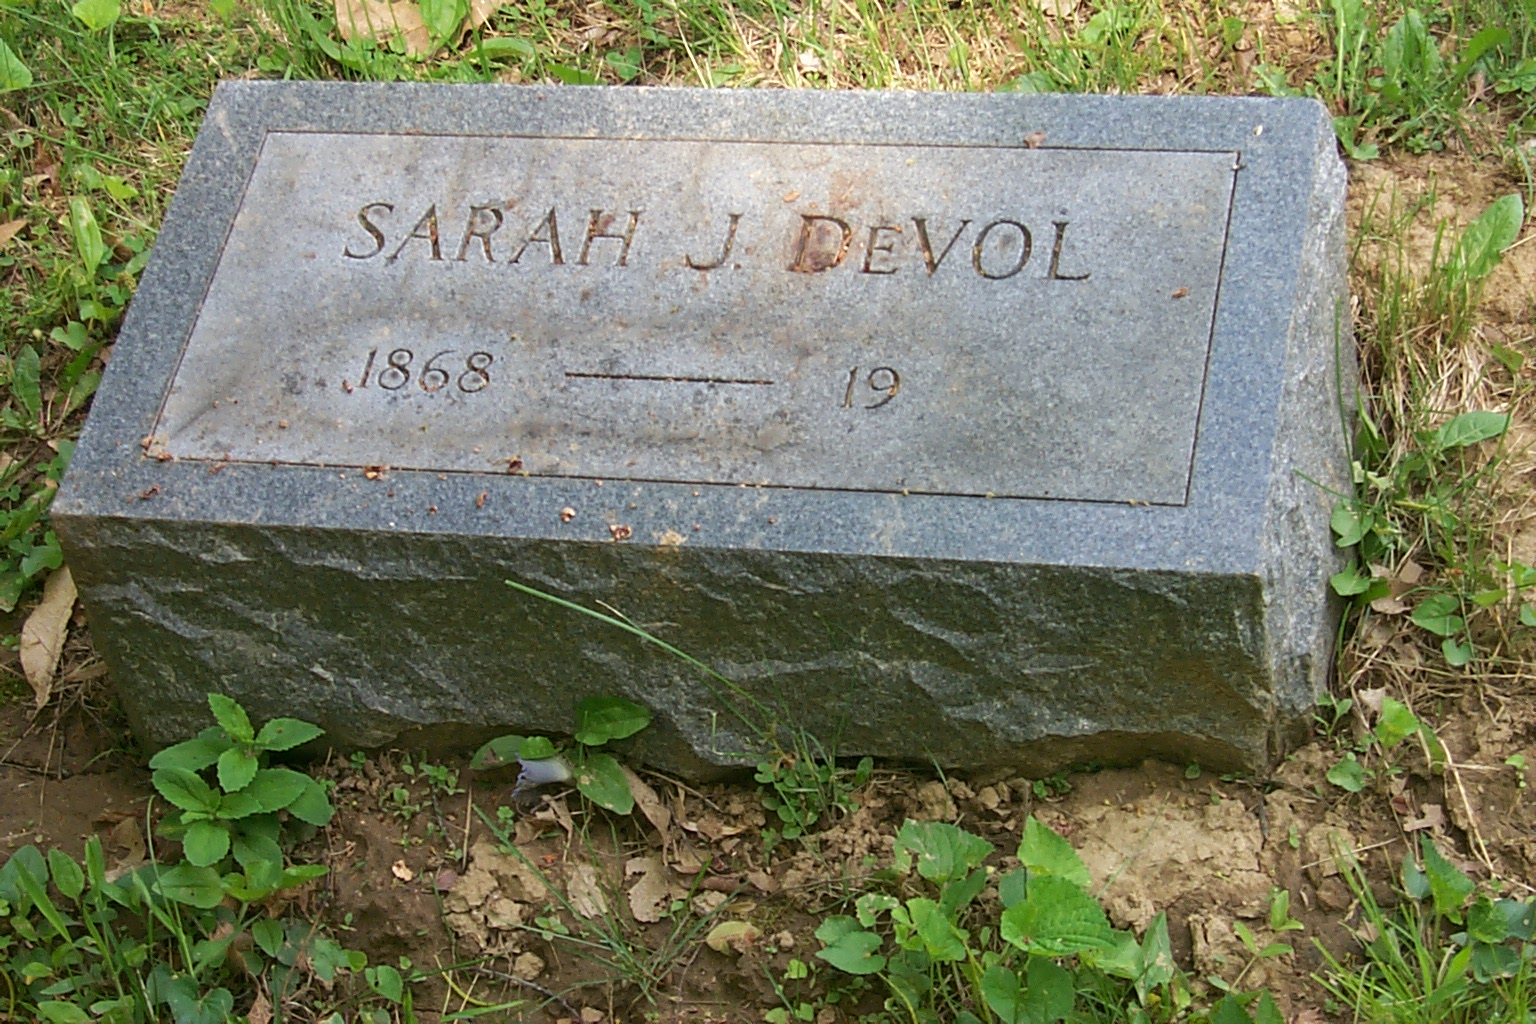 SARAH J. DEVOL
1868 — 19